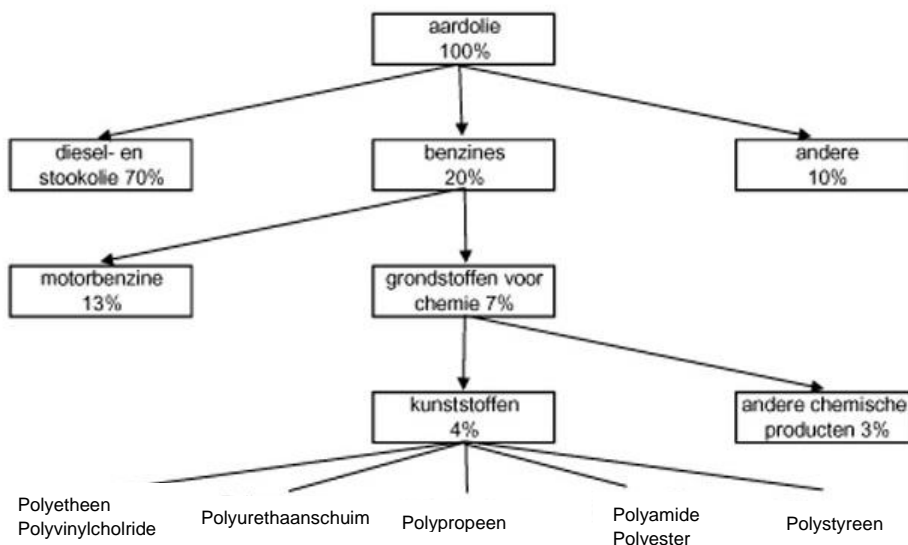 aardolie
100%
diesel- en
stookolie 70%
benzines
20%
andere
10%
motorbenzine
13%
grondstoffen voor
chemie 7%
kunststoffen
4%
andere chemische
producten 3%
Polyetheen
Polyvinylcholride
Polyurethaanschuim
Polypropeen
Polyamide
Polvester
Polystyreen